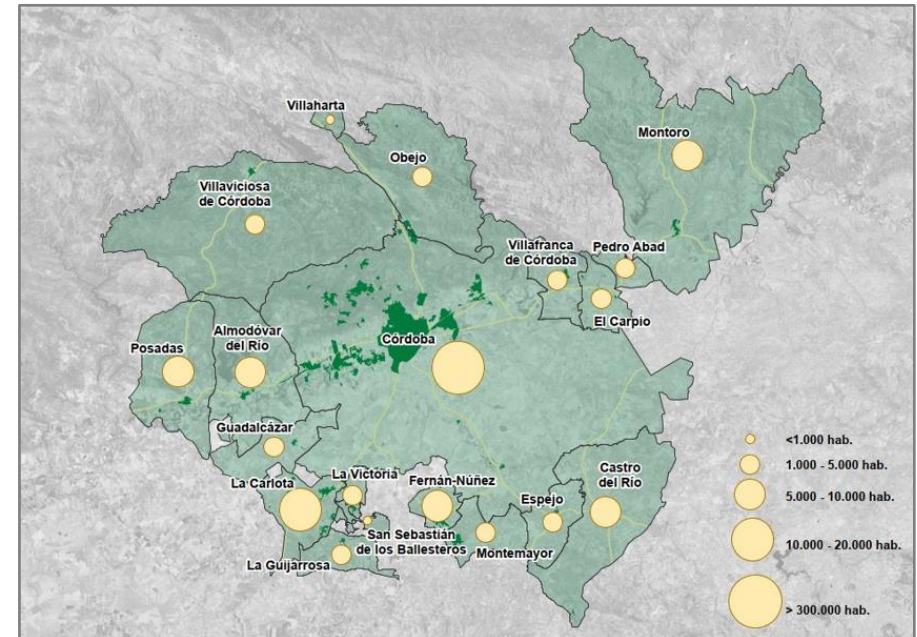 Villaharta
Montoro
Obejo
Villaviciosa
de Córdoba
Villafranca
de Córdoba
Pedro Abad
El Carpio
Córdoba
Almodóvar
del Río
Posadas
Guadalcázar
La Carlota
La Victoria
Fernán-Núñez
Espejo
Castro
del Río
San Sebastián
de los Ballesteros
Montemayor
La Guijarrosa
<1.000 hab.
1.000 - 5.000 hab.
5.000 - 10.000 hab.
10.000 - 20.000 hab.
> 300.000 hab.